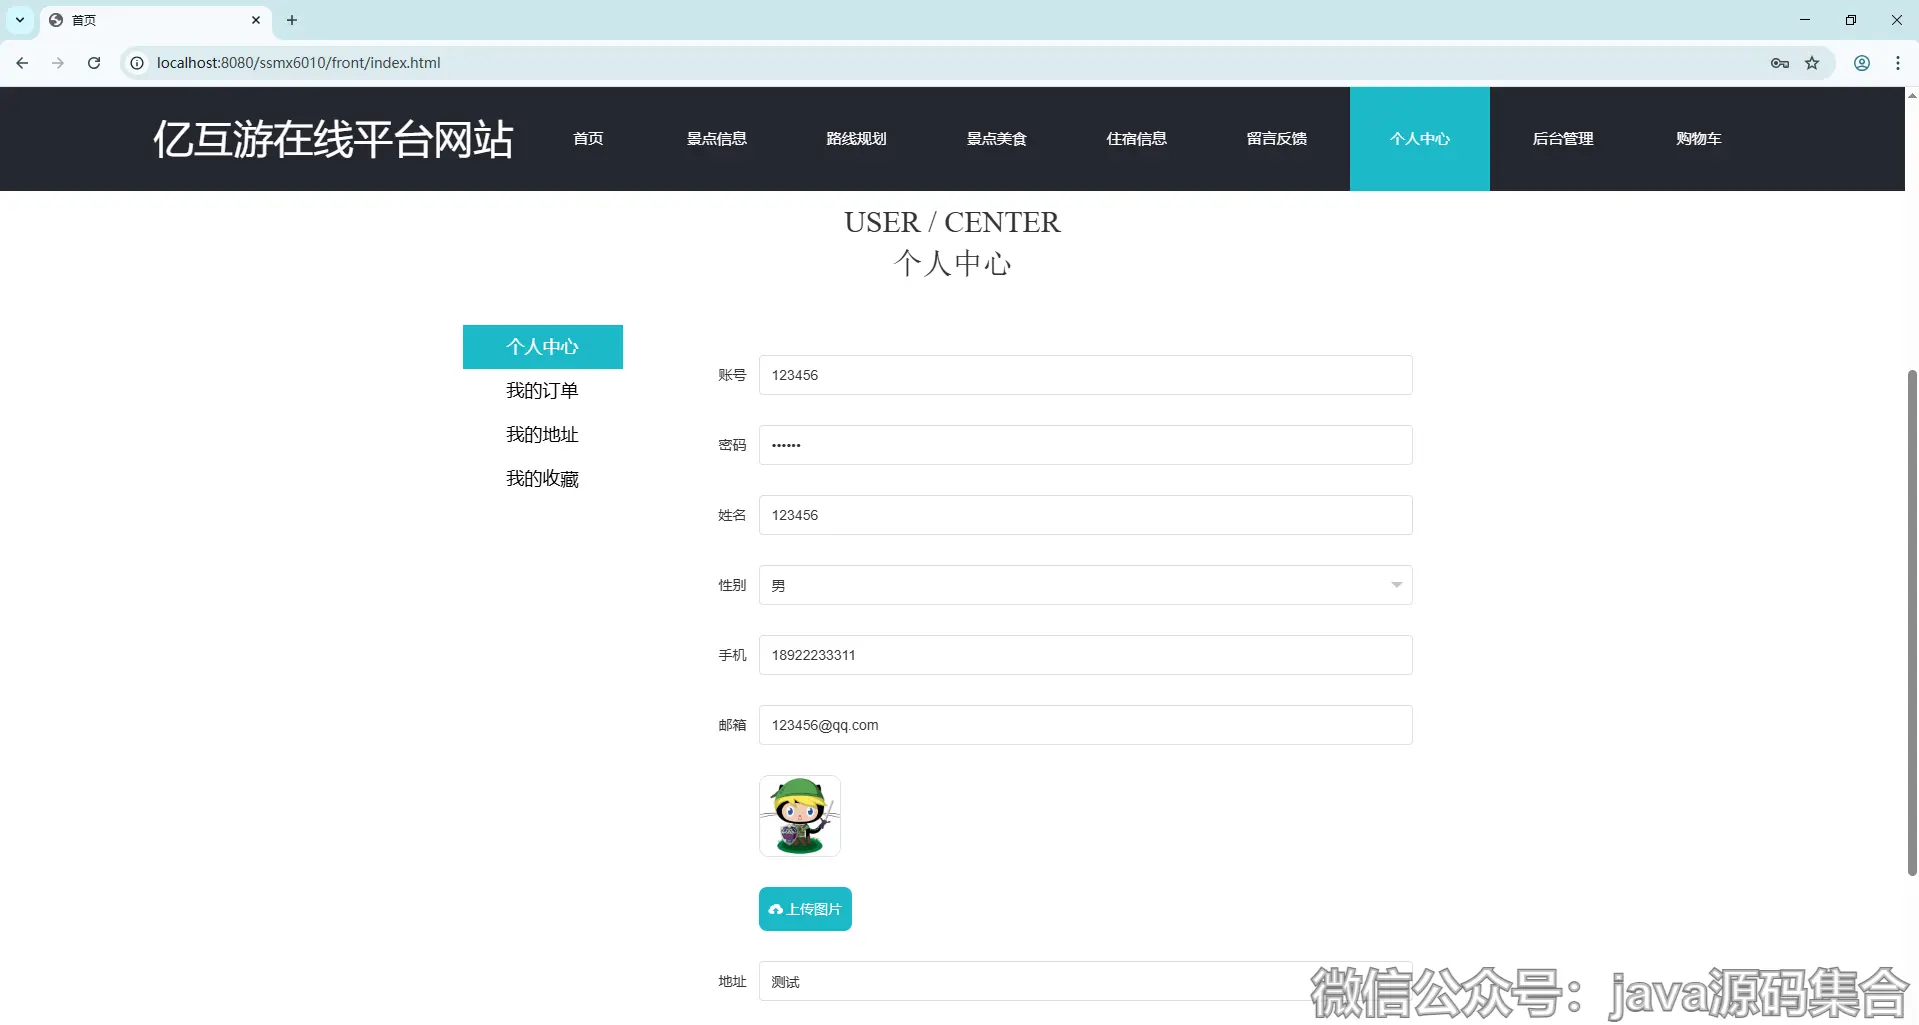 首页
localhost:8080/ssmx6010/front/index.html
亿互游在线平台网站 首页 景点信息 路线规划 景点美食 住宿信息 留言反馈 个人中心 后台管理 购物车
USER / CENTER
个人中心
个人中心
我的订单
我的地址
我的收藏
账号 123456
密码 ••••••
姓名 123456
性别 男
手机 18922233311
邮箱 123456@qq.com
上传图片
地址 测试
微信公众号：java源码集合